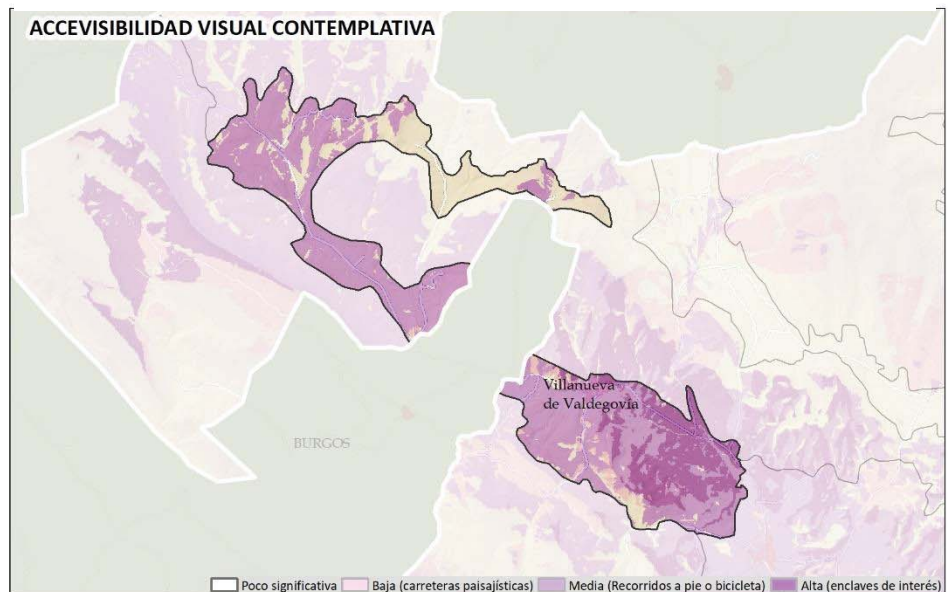 ACCEVISIBILIDAD VISUAL CONTEMPLATIVA
Villanueva
de Valdegovía
BURGOS
Poco significativa
Baja (carreteras paisajísticas)
Media (Recorridos a pie o bicicleta)
Alta (enclaves de interés)